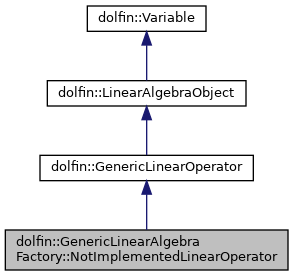 dolfin::Variable
dolfin::LinearAlgebraObject
dolfin::GenericLinearOperator
dolfin::GenericLinearAlgebra
Factory::NotImplementedLinearOperator